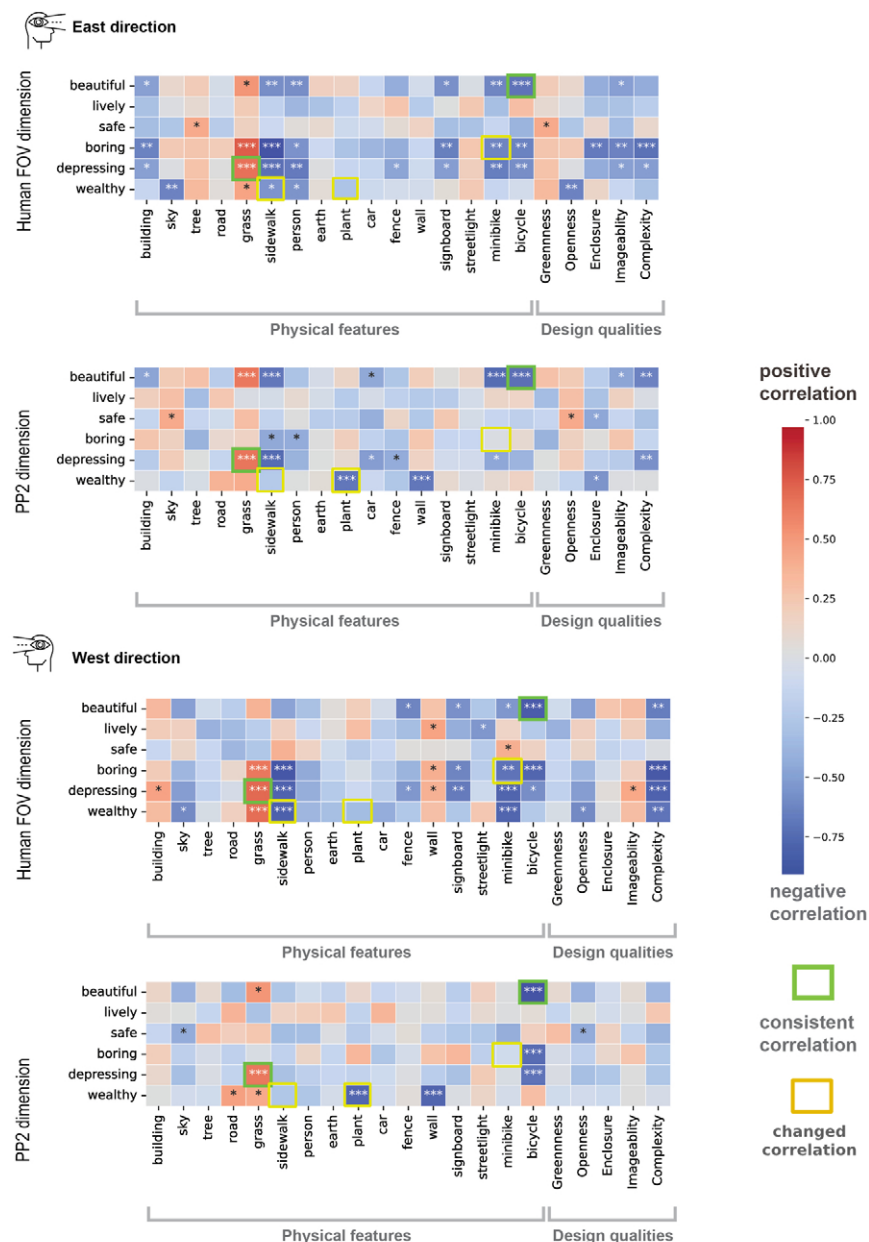 East direction
Human FOV dimension
beautiful * * ** ** * ** *** *
lively
safe * *
boring ** *** *** * ** ** ** ** ** ***
depressing * *** *** ** * * ** ** * *
wealthy ** * * * **
building sky tree road grass sidewalk person earth plant car fence wall signboard streetlight minibike bicycle Greennness Openness Enclosure Imageablity Complexity
Physical features Design qualities
PP2 dimension
beautiful * *** *** * *** *** * **
lively
safe * * *
boring * *
depressing *** *** * * * **
wealthy *** *** *
building sky tree road grass sidewalk person earth plant car fence wall signboard streetlight minibike bicycle Greennness Openness Enclosure Imageability Complexity
Physical features Design qualities
positive
correlation
1.00
0.75
0.50
0.25
0.00
−0.25
−0.50
−0.75
negative
correlation
West direction
Human FOV dimension
beautiful * * * *** **
lively * *
safe *
boring *** *** * * ** *** ***
depressing * *** *** * * ** *** * * ***
wealthy * *** *** *** * **
building sky tree road grass sidewalk person earth plant car fence wall signboard streetlight minibike bicycle Greennness Openness Enclosure Imageablity Complexity
Physical features Design qualities
consistent
correlation
changed
correlation
PP2 dimension
beautiful * ***
lively
safe * *
boring ***
depressing *** ***
wealthy * * *** ***
building sky tree road grass sidewalk person earth plant car fence wall signboard streetlight minibike bicycle Greennness Openness Enclosure Imageability Complexity
Physical features Design qualities